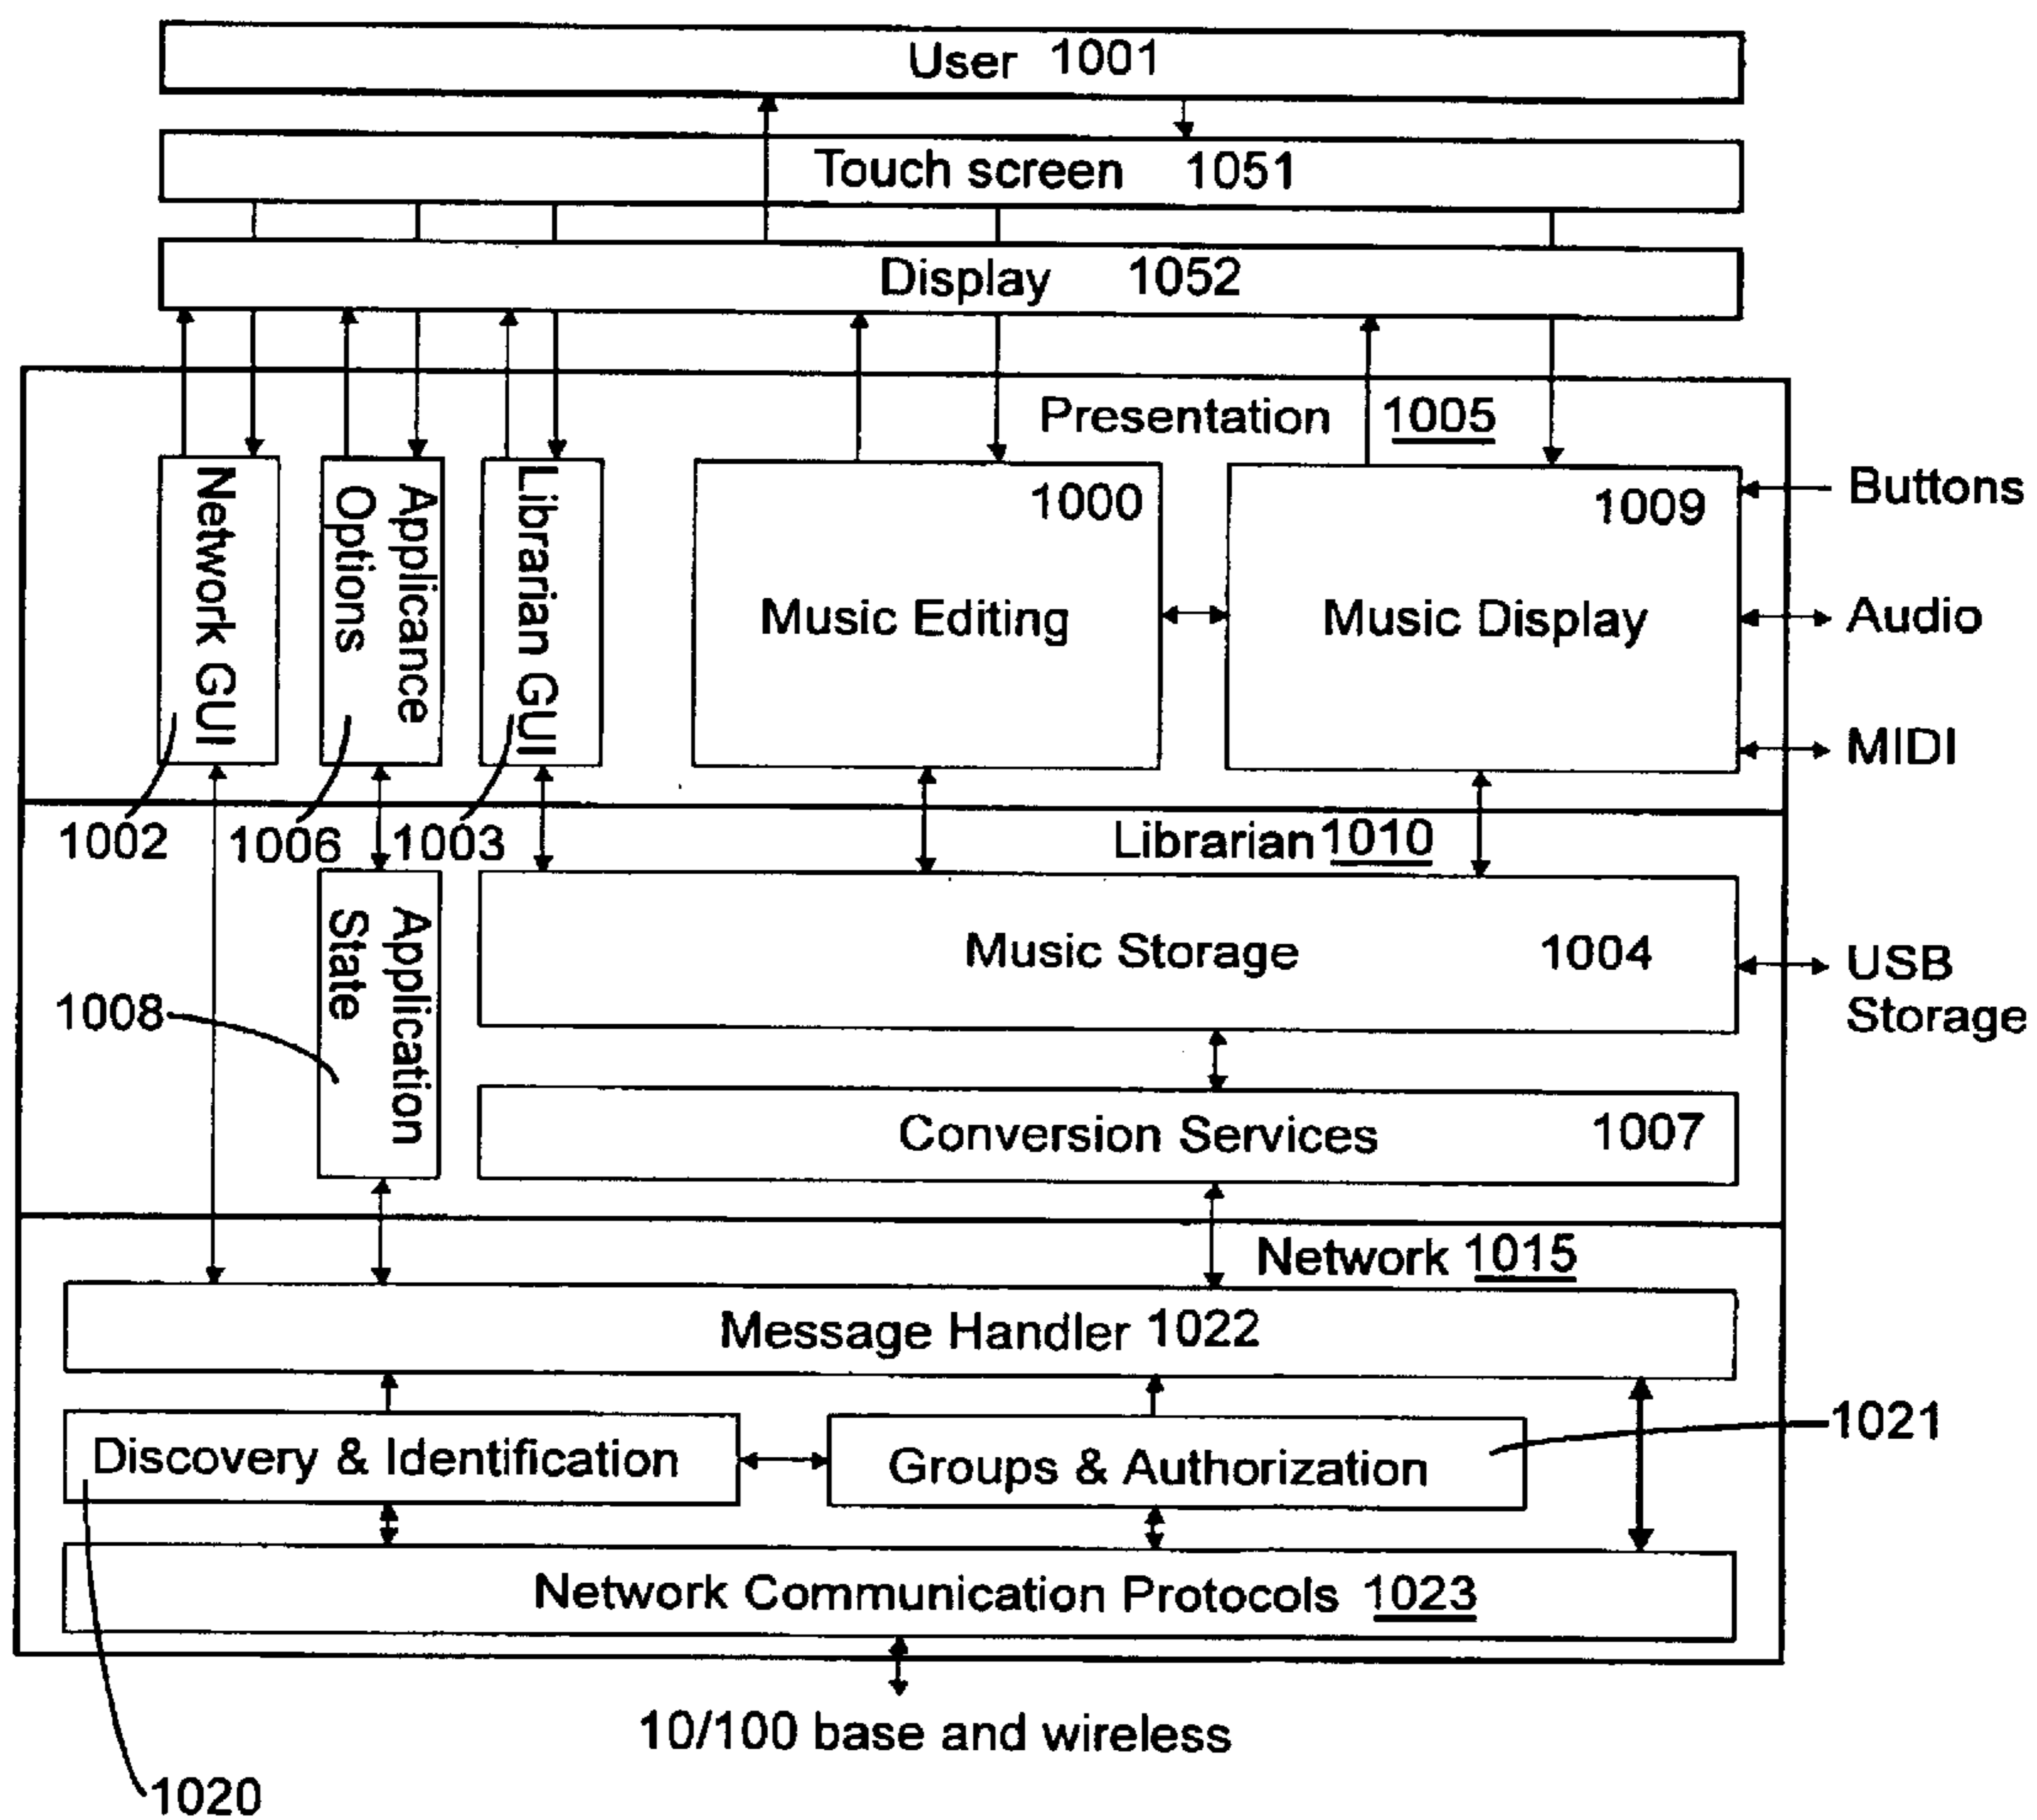 User 1001
Touch screen 1051
Display 1052
Presentation 1005
Network GUI
Applicance
Options
Librarian GUI
1000
Music Editing
1009
Music Display
Buttons
Audio
MIDI
1002
1006
1003
Librarian 1010
Application
State
1008
Music Storage 1004
USB
Storage
Conversion Services 1007
Network 1015
Message Handler 1022
Discovery & Identification
Groups & Authorization
1021
Network Communication Protocols 1023
10/100 base and wireless
1020